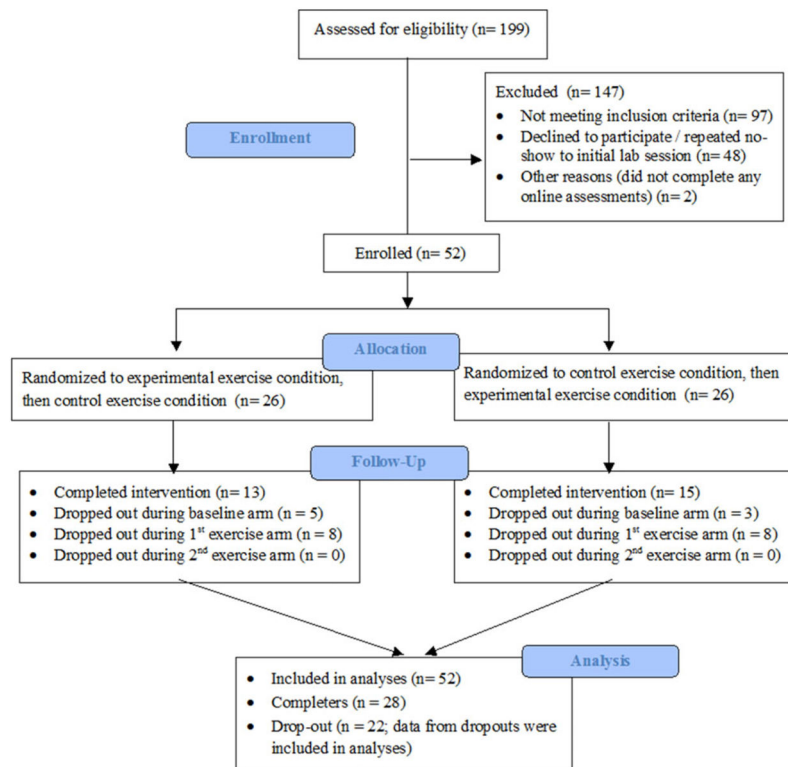 Assessed for eligibility (n= 199)
Excluded (n= 147)
• Not meeting inclusion criteria (n= 97)
• Declined to participate / repeated no-
show to initial lab session (n= 48)
• Other reasons (did not complete any
online assessments) (n= 2)
Enrollment
Enrolled (n= 52)
Allocation
Randomized to experimental exercise condition,
then control exercise condition (n= 26)
Randomized to control exercise condition, then
experimental exercise condition (n= 26)
Follow-Up
• Completed intervention (n= 13)
• Dropped out during baseline arm (n = 5)
• Dropped out during 1st exercise arm (n = 8)
• Dropped out during 2nd exercise arm (n = 0)
• Completed intervention (n= 15)
• Dropped out during baseline arm (n = 3)
• Dropped out during 1st exercise arm (n = 8)
• Dropped out during 2nd exercise arm (n = 0)
Analysis
• Included in analyses (n= 52)
• Completers (n = 28)
• Drop-out (n = 22; data from dropouts were
included in analyses)